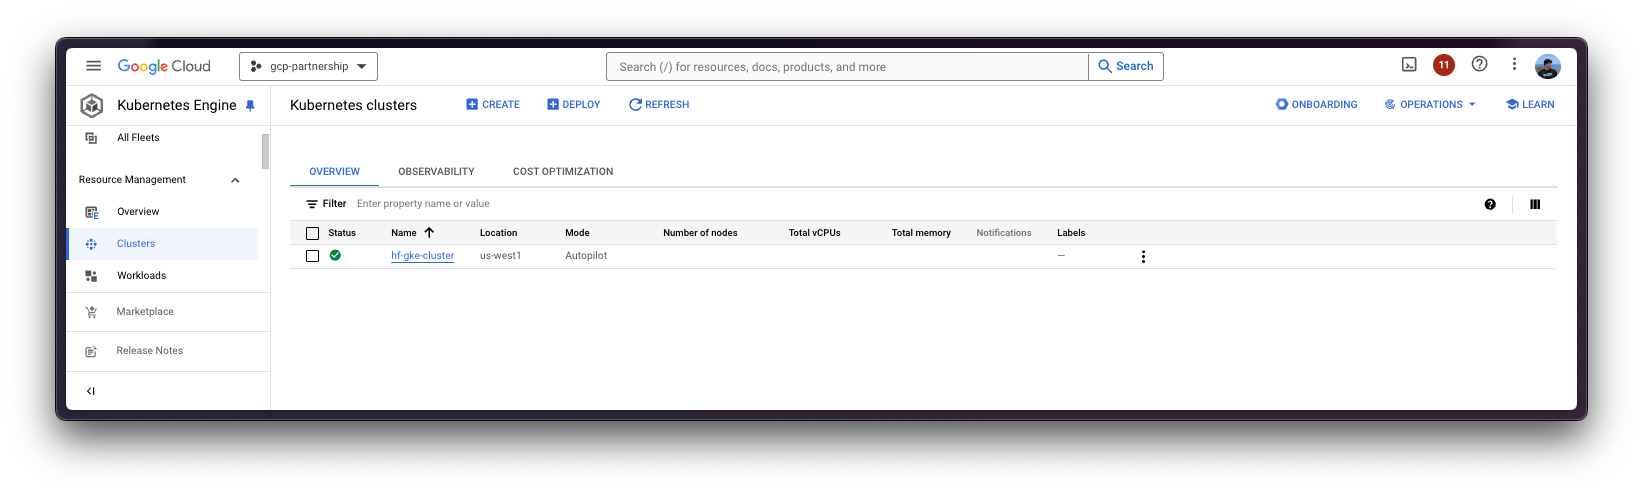 Google Cloud
gcp-partnership
Search (/) for resources, docs, products, and more
Search
11
Kubernetes Engine
Kubernetes clusters
CREATE
DEPLOY
REFRESH
ONBOARDING
OPERATIONS
LEARN
All Fleets
Resource Management
Overview
Clusters
Workloads
Marketplace
Release Notes
OVERVIEW
OBSERVABILITY
COST OPTIMIZATION
Filter Enter property name or value
Status Name Location Mode Number of nodes Total vCPUs Total memory Notifications Labels
hf-gke-cluster us-west1 Autopilot —